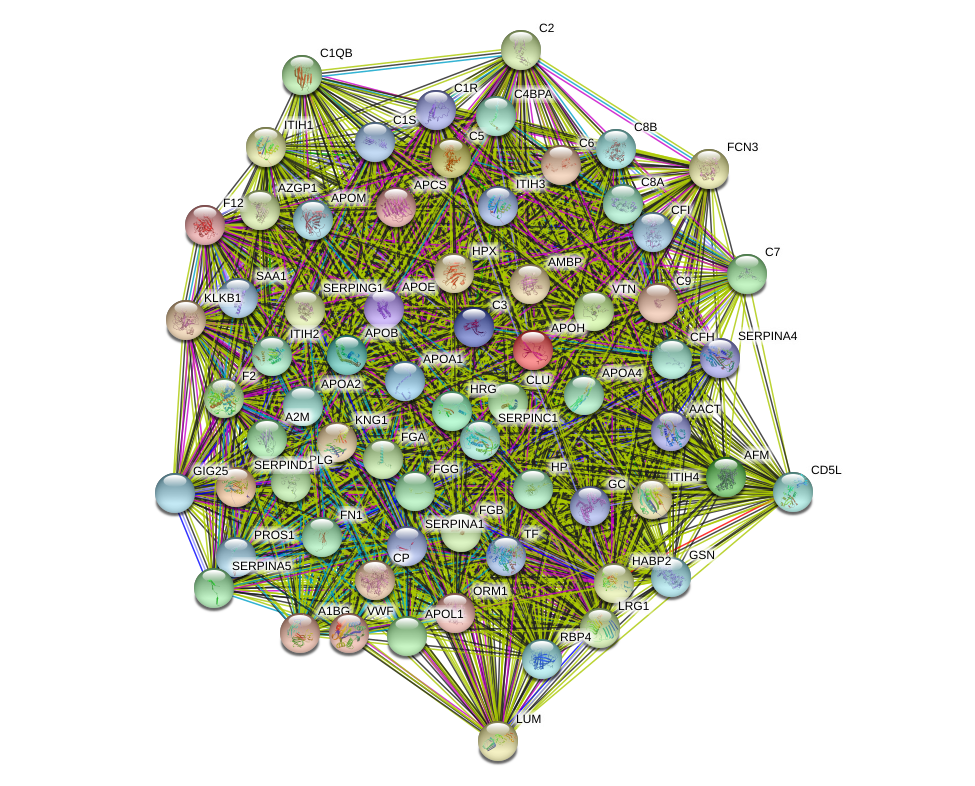 C2
C1QB
C1R
C4BPA
C1S
ITIH1
C5
C6
C8B
FCN3
APCS
ITIH3
C8A
AZGP1
APOM
F12
CFI
HPX
AMBP
C7
SAA1
SERPING1
APOE
VTN
C9
KLKB1
C3
APOH
ITIH2
APOB
CFH
SERPINA4
APOA1
CLU
APOA4
F2
APOA2
HRG
AACT
A2M
KNG1
SERPINC1
FGA
AFM
GIG25
SERPIND1
PLG
FGG
HP
GC
ITIH4
CD5L
FN1
FGB
SERPINA1
PROS1
TF
GSN
SERPINA5
CP
HABP2
ORM1
LRG1
A1BG
VWF
APOL1
RBP4
LUM